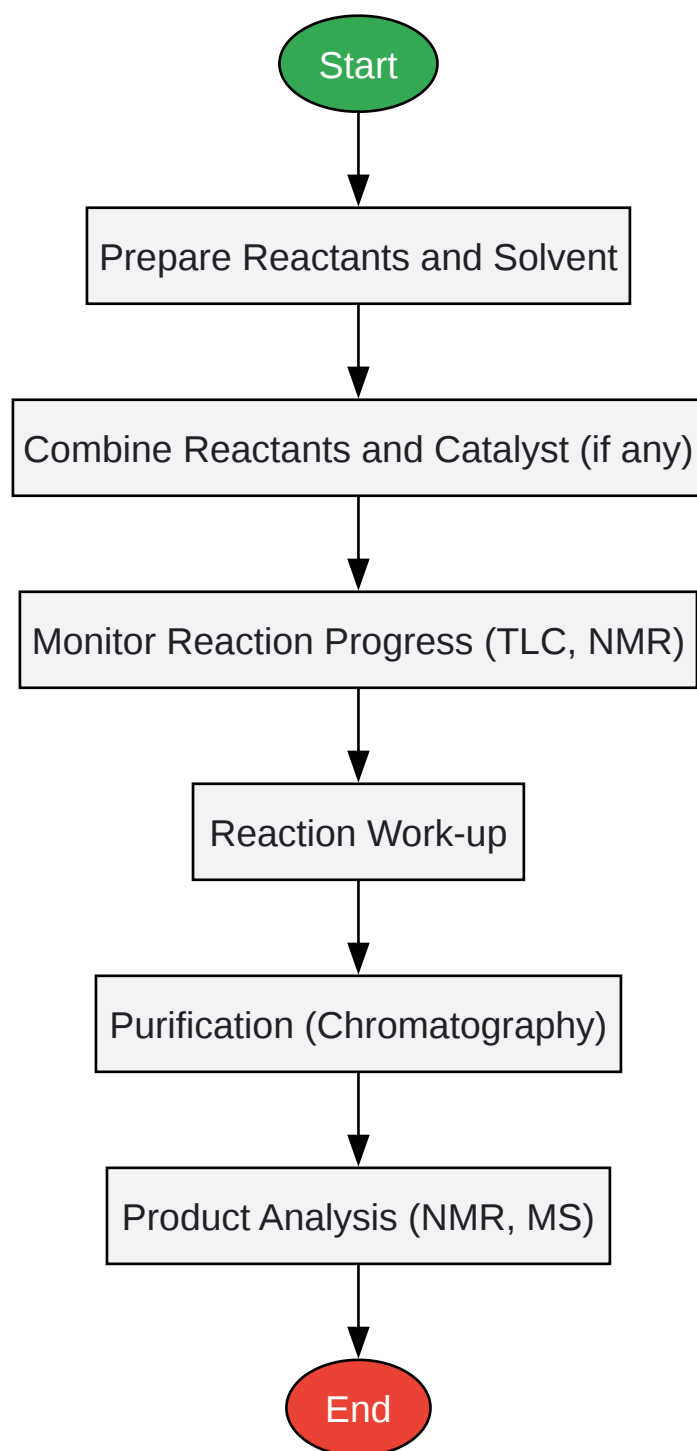 Start
Prepare Reactants and Solvent
Combine Reactants and Catalyst (if any)
Monitor Reaction Progress (TLC, NMR)
Reaction Work-up
Purification (Chromatography)
Product Analysis (NMR, MS)
End